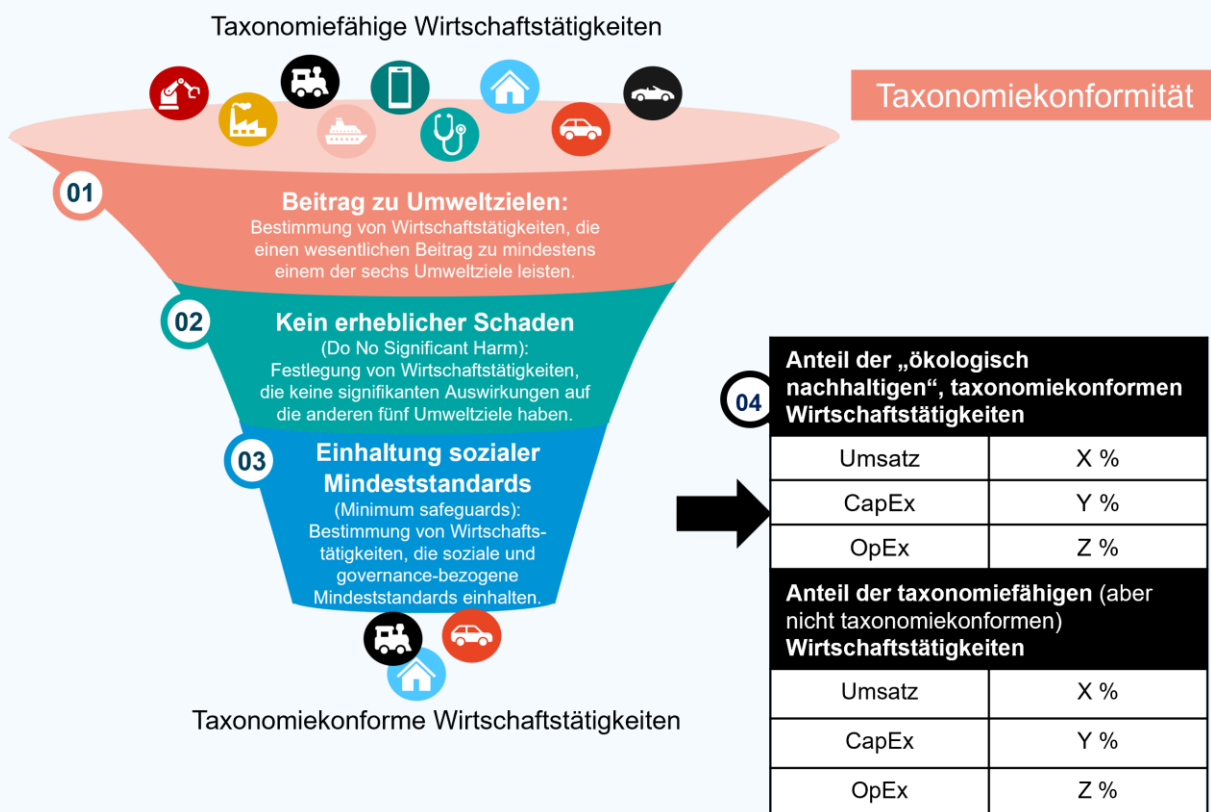 Taxonomiefähige Wirtschaftstätigkeiten
Taxonomiekonformität
01
Beitrag zu Umweltzielen:
Bestimmung von Wirtschaftstätigkeiten, die
einen wesentlichen Beitrag zu mindestens
einem der sechs Umweltziele leisten.
02
Kein erheblicher Schaden
(Do No Significant Harm):
Festlegung von Wirtschaftstätigkeiten,
die keine signifikanten Auswirkungen auf
die anderen fünf Umweltziele haben.
03
Einhaltung sozialer
Mindeststandards
(Minimum safeguards):
Bestimmung von Wirtschafts-
tätigkeiten, die soziale und
governance-bezogene
Mindeststandards einhalten.
Taxonomiekonforme Wirtschaftstätigkeiten
04
Anteil der „ökologisch
nachhaltigen“, taxonomiekonformen
Wirtschaftstätigkeiten
Umsatz X %
CapEx Y %
OpEx Z %
Anteil der taxonomiefähigen (aber
nicht taxonomiekonformen)
Wirtschaftstätigkeiten
Umsatz X %
CapEx Y %
OpEx Z %